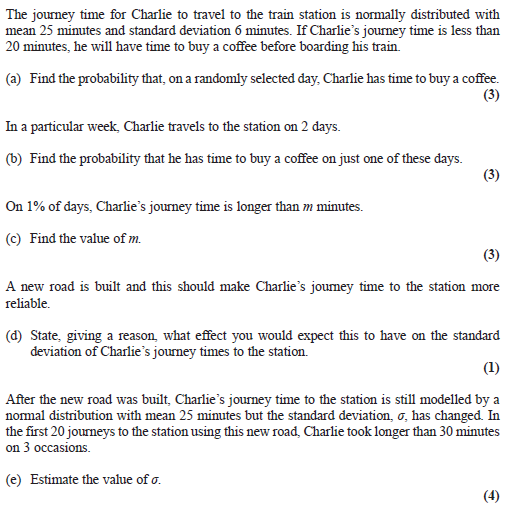 The journey time for Charlie to travel to the train station is normally distributed with
mean 25 minutes and standard deviation 6 minutes. If Charlie's journey time is less than
20 minutes, he will have time to buy a coffee before boarding his train.
(a) Find the probability that, on a randomly selected day, Charlie has time to buy a coffee.
(3)
In a particular week, Charlie travels to the station on 2 days.
(b) Find the probability that he has time to buy a coffee on just one of these days.
(3)
On 1% of days, Charlie's journey time is longer than m minutes.
(c) Find the value of m.
(3)
A new road is built and this should make Charlie's journey time to the station more
reliable.
(d) State, giving a reason, what effect you would expect this to have on the standard
deviation of Charlie's journey times to the station.
(1)
After the new road was built, Charlie's journey time to the station is still modelled by a
normal distribution with mean 25 minutes but the standard deviation, σ, has changed. In
the first 20 journeys to the station using this new road, Charlie took longer than 30 minutes
on 3 occasions.
(e) Estimate the value of σ.
(4)